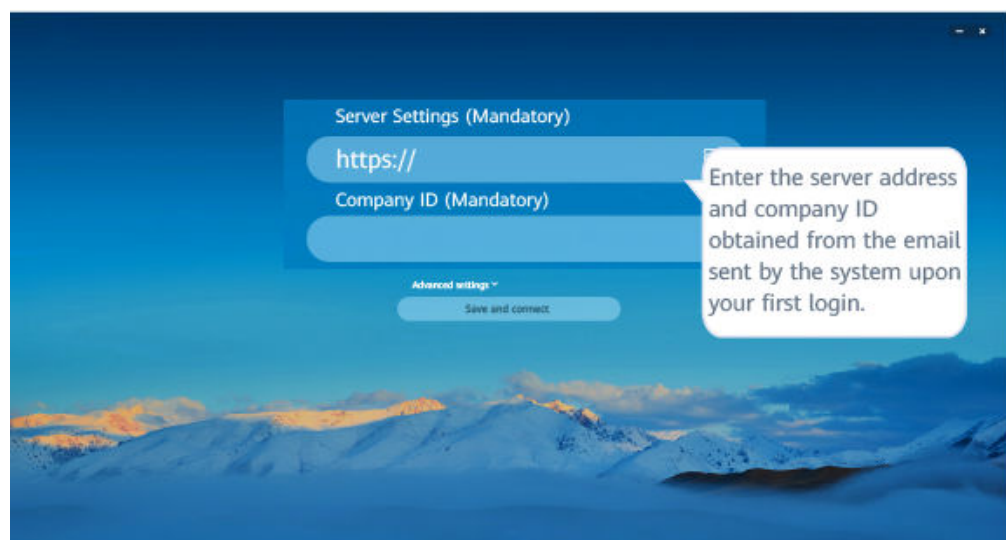 Server Settings (Mandatory)
https://
Company ID (Mandatory)
Enter the server address
and company ID
obtained from the email
sent by the system upon
your first login.
Advanced settings
Save and connect